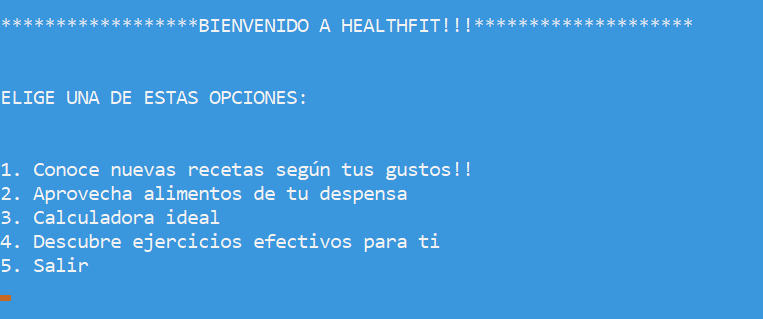 ******************BIENVENIDO A HEALTHFIT!!!********************
ELIGE UNA DE ESTAS OPCIONES:
1. Conoce nuevas recetas según tus gustos!!
2. Aprovecha alimentos de tu despensa
3. Calculadora ideal
4. Descubre ejercicios efectivos para ti
5. Salir